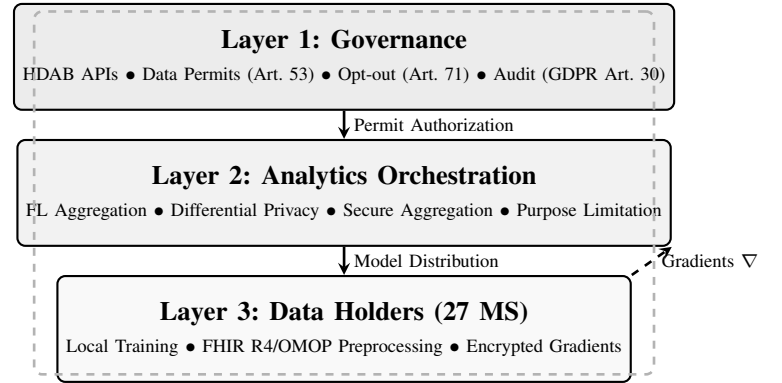 Layer 1: Governance
HDAB APIs ● Data Permits (Art. 53) ● Opt-out (Art. 71) ● Audit (GDPR Art. 30)
Permit Authorization
Layer 2: Analytics Orchestration
FL Aggregation ● Differential Privacy ● Secure Aggregation ● Purpose Limitation
Model Distribution
Gradients ∇
Layer 3: Data Holders (27 MS)
Local Training ● FHIR R4/OMOP Preprocessing ● Encrypted Gradients